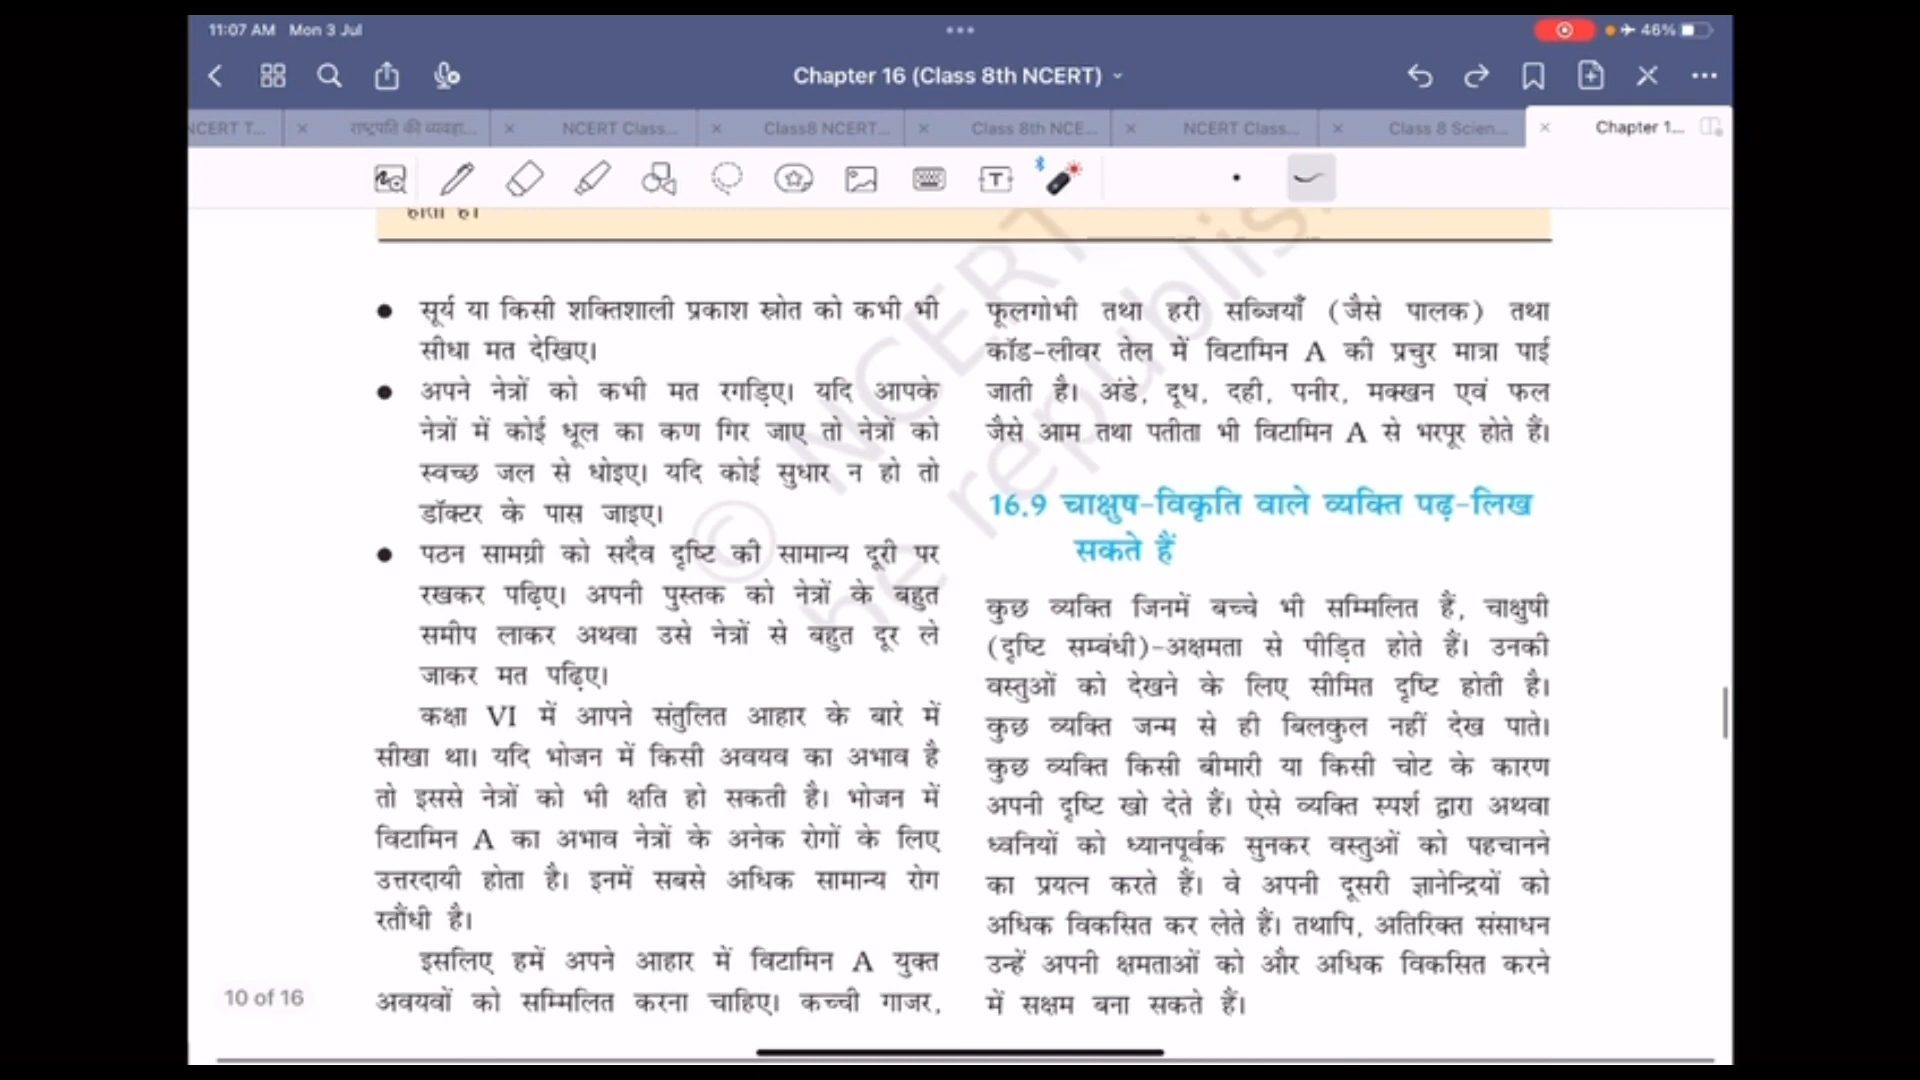 11:07 AM Mon 3 Jul
46%
Chapter 16 (Class 8th NCERT)
NCERT T...
राष्ट्रपति की व्यवहा...
NCERT Class...
Class8 NCERT...
Class 8th NCE...
NCERT Class...
Class 8 Scien...
Chapter 1...
होता है।
● सूर्य या किसी शक्तिशाली प्रकाश स्रोत को कभी भी
सीधा मत देखिए।
● अपने नेत्रों को कभी मत रगड़िए। यदि आपके
नेत्रों में कोई धूल का कण गिर जाए तो नेत्रों को
स्वच्छ जल से धोइए। यदि कोई सुधार न हो तो
डॉक्टर के पास जाइए।
● पठन सामग्री को सदैव दृष्टि की सामान्य दूरी पर
रखकर पढ़िए। अपनी पुस्तक को नेत्रों के बहुत
समीप लाकर अथवा उसे नेत्रों से बहुत दूर ले
जाकर मत पढ़िए।
कक्षा VI में आपने संतुलित आहार के बारे में
सीखा था। यदि भोजन में किसी अवयव का अभाव है
तो इससे नेत्रों को भी क्षति हो सकती है। भोजन में
विटामिन A का अभाव नेत्रों के अनेक रोगों के लिए
उत्तरदायी होता है। इनमें सबसे अधिक सामान्य रोग
रतौंधी है।
इसलिए हमें अपने आहार में विटामिन A युक्त
अवयवों को सम्मिलित करना चाहिए। कच्ची गाजर,
फूलगोभी तथा हरी सब्जियाँ (जैसे पालक) तथा
कॉड-लीवर तेल में विटामिन A की प्रचुर मात्रा पाई
जाती है। अंडे, दूध, दही, पनीर, मक्खन एवं फल
जैसे आम तथा पतीता भी विटामिन A से भरपूर होते हैं।
16.9 चाक्षुष-विकृति वाले व्यक्ति पढ़-लिख
सकते हैं
कुछ व्यक्ति जिनमें बच्चे भी सम्मिलित हैं, चाक्षुषी
(दृष्टि सम्बंधी)-अक्षमता से पीड़ित होते हैं। उनकी
वस्तुओं को देखने के लिए सीमित दृष्टि होती है।
कुछ व्यक्ति जन्म से ही बिलकुल नहीं देख पाते।
कुछ व्यक्ति किसी बीमारी या किसी चोट के कारण
अपनी दृष्टि खो देते हैं। ऐसे व्यक्ति स्पर्श द्वारा अथवा
ध्वनियों को ध्यानपूर्वक सुनकर वस्तुओं को पहचानने
का प्रयत्न करते हैं। वे अपनी दूसरी ज्ञानेन्द्रियों को
अधिक विकसित कर लेते हैं। तथापि, अतिरिक्त संसाधन
उन्हें अपनी क्षमताओं को और अधिक विकसित करने
में सक्षम बना सकते हैं।
© NCERT
be republis
10 of 16